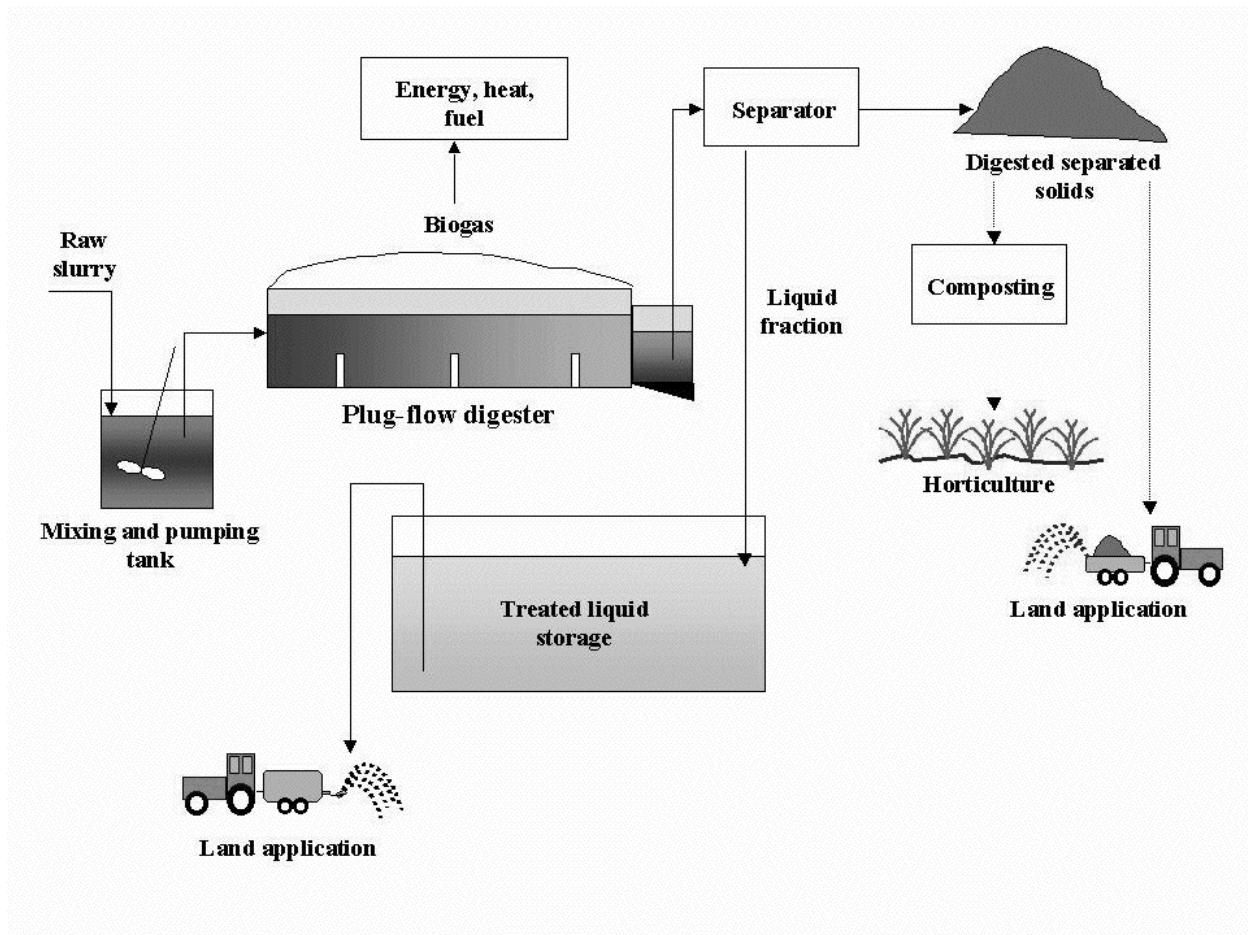 Energy, heat,
fuel
Separator
Digested separated
solids
Biogas
Raw
slurry
Composting
Liquid
fraction
Plug-flow digester
Horticulture
Mixing and pumping
tank
Treated liquid
storage
Land application
Land application